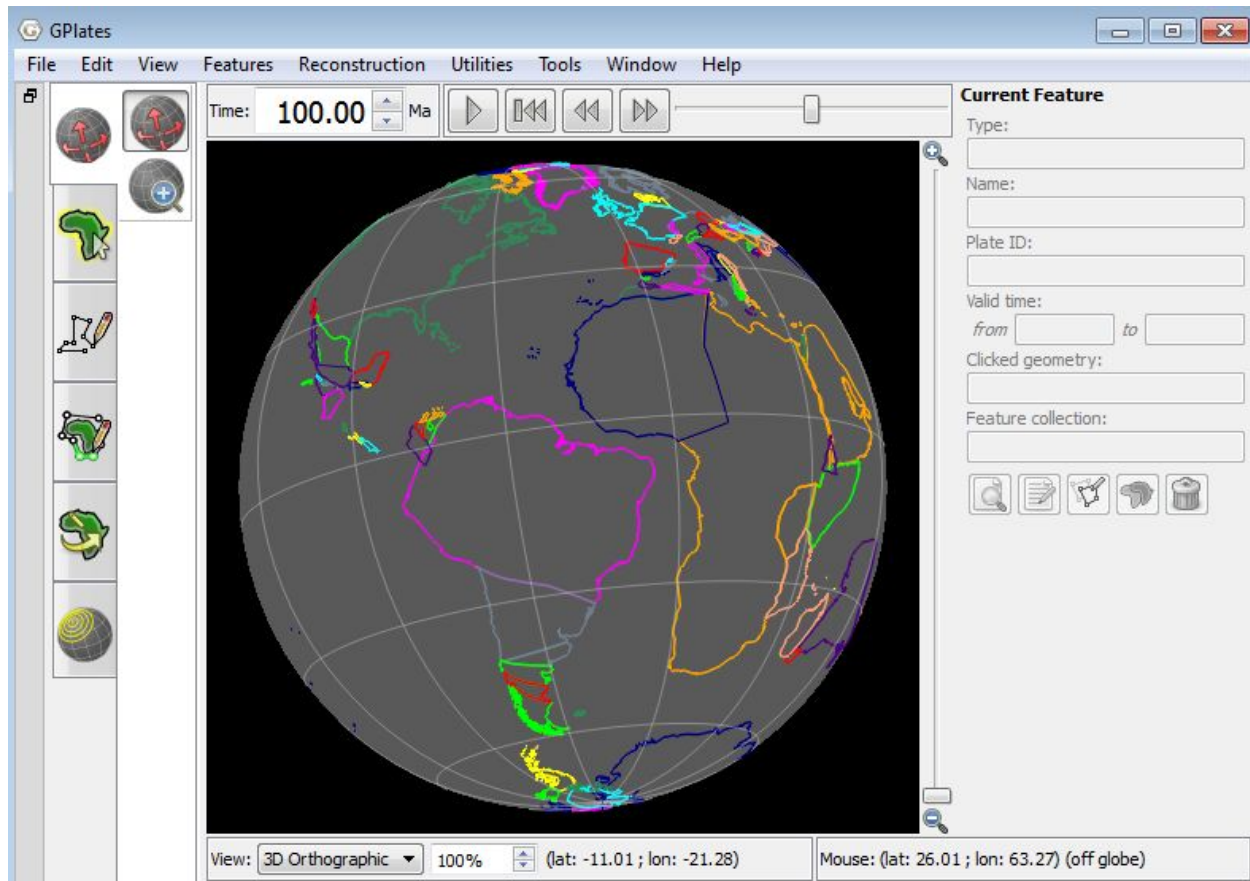 GPlates
File Edit View Features Reconstruction Utilities Tools Window Help
Time: 100.00 Ma
Current Feature
Type:
Name:
Plate ID:
Valid time:
from to
Clicked geometry:
Feature collection:
View: 3D Orthographic 100% (lat: -11.01 ; lon: -21.28) Mouse: (lat: 26.01 ; lon: 63.27) (off globe)